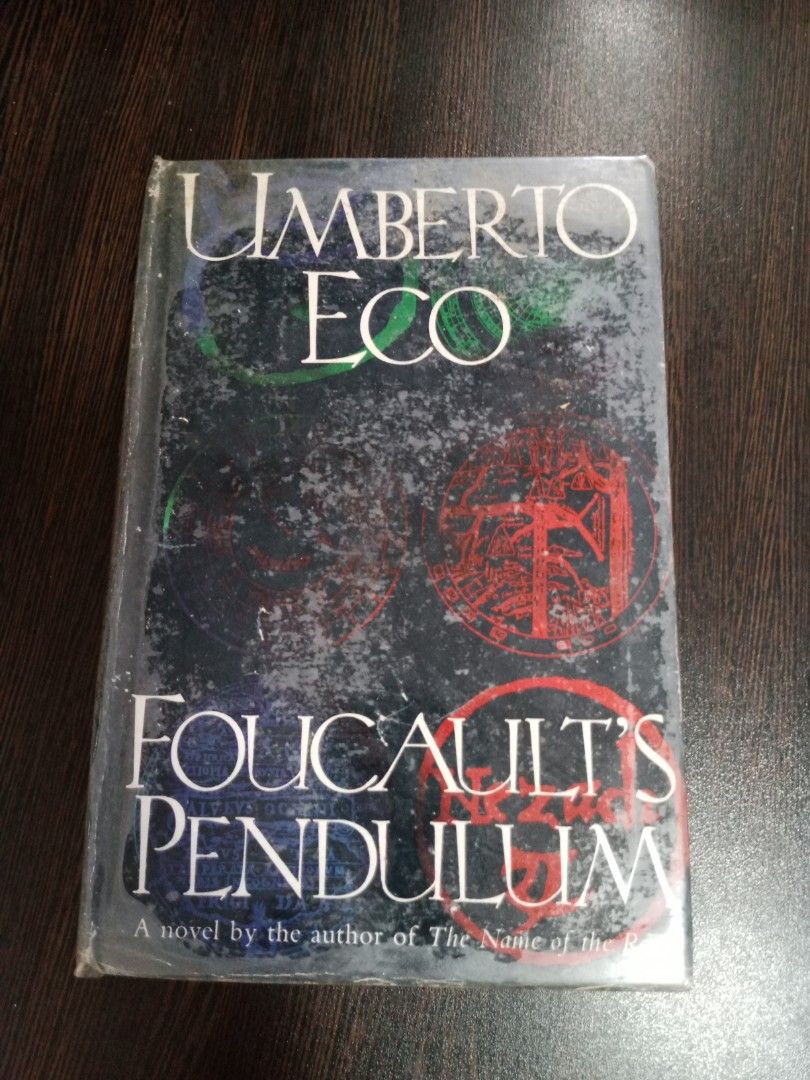 UMBERTO
ECO
FOUCAULT'S
PENDULUM
A novel by the author of The Name of the